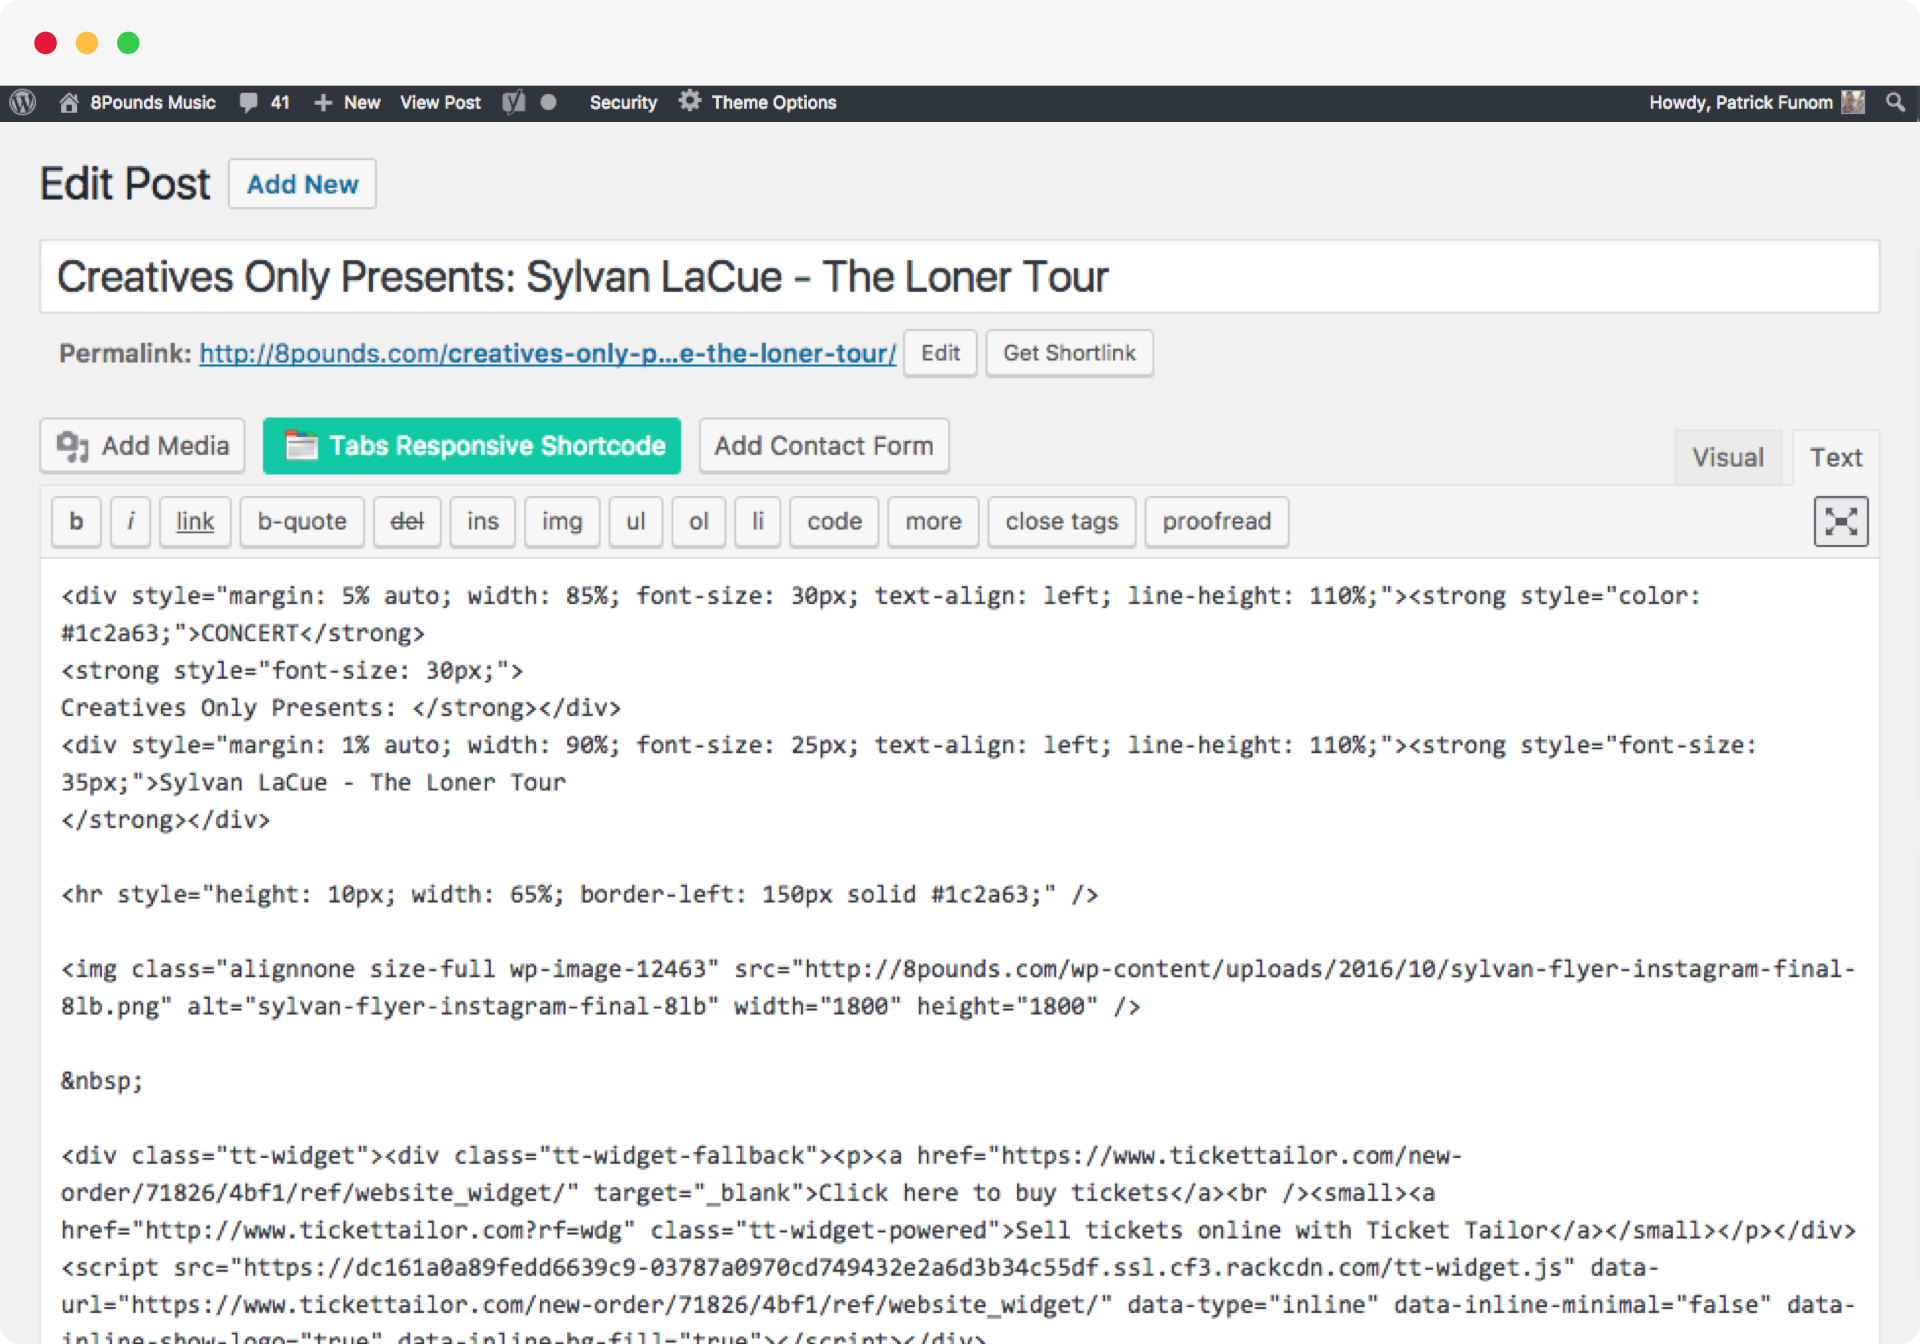 8Pounds Music 41 New View Post Security Theme Options Howdy, Patrick Funom
Edit Post Add New
Creatives Only Presents: Sylvan LaCue - The Loner Tour
Permalink: http://8pounds.com/creatives-only-p...e-the-loner-tour/ Edit Get Shortlink
Add Media Tabs Responsive Shortcode Add Contact Form Visual Text
b i link b-quote del ins img ul ol li code more close tags proofread
<div style="margin: 5% auto; width: 85%; font-size: 30px; text-align: left; line-height: 110%;"><strong style="color:
#1c2a63;">CONCERT</strong>
<strong style="font-size: 30px;">
Creatives Only Presents: </strong></div>
<div style="margin: 1% auto; width: 90%; font-size: 25px; text-align: left; line-height: 110%;"><strong style="font-size:
35px;">Sylvan LaCue - The Loner Tour
</strong></div>
<hr style="height: 10px; width: 65%; border-left: 150px solid #1c2a63;" />
<img class="alignnone size-full wp-image-12463" src="http://8pounds.com/wp-content/uploads/2016/10/sylvan-flyer-instagram-final-
8lb.png" alt="sylvan-flyer-instagram-final-8lb" width="1800" height="1800" />
&nbsp;
<div class="tt-widget"><div class="tt-widget-fallback"><p><a href="https://www.tickettailor.com/new-
order/71826/4bf1/ref/website_widget/" target="_blank">Click here to buy tickets</a><br /><small><a
href="http://www.tickettailor.com?rf=wdg" class="tt-widget-powered">Sell tickets online with Ticket Tailor</a></small></p></div>
<script src="https://dc161a0a89fedd6639c9-03787a0970cd749432e2a6d3b34c55df.ssl.cf3.rackcdn.com/tt-widget.js" data-
url="https://www.tickettailor.com/new-order/71826/4bf1/ref/website_widget/" data-type="inline" data-inline-minimal="false" data-
inline-show-logo="true" data-inline-bg-fill="true"></script></div>